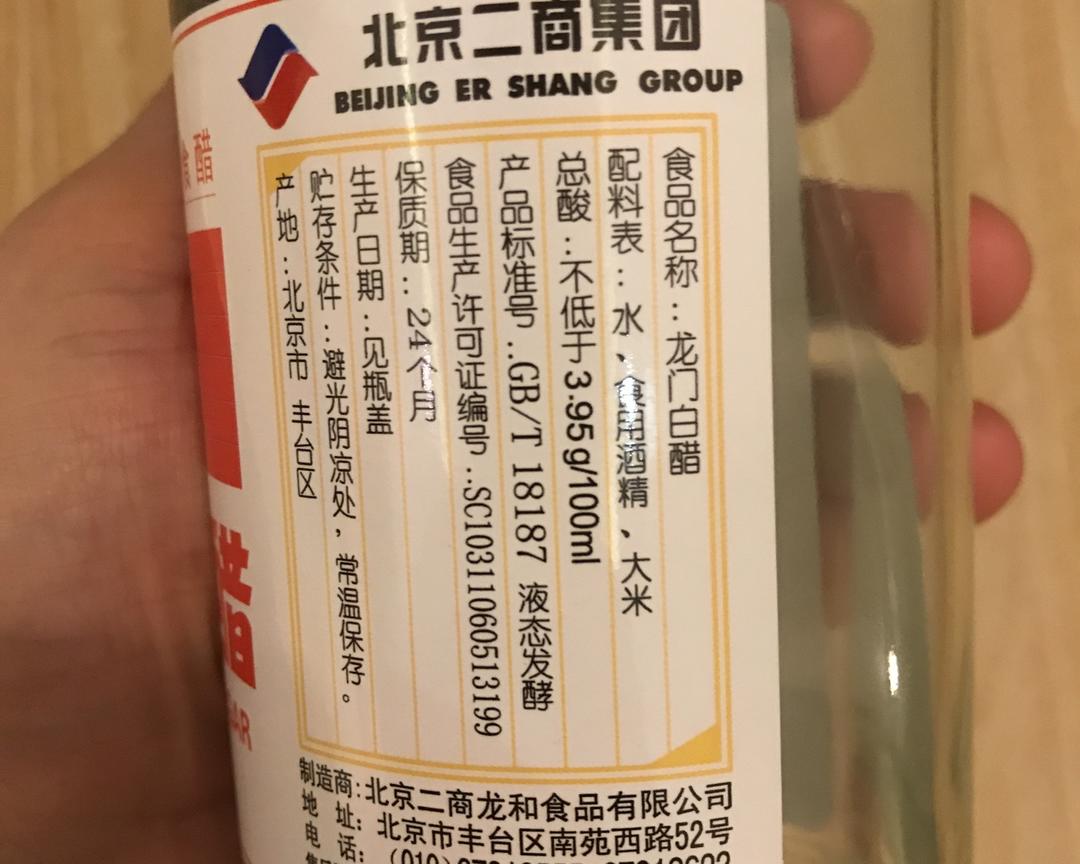 北京二商集团
BEIJING ER SHANG GROUP
食品名称：龙门白醋
配料表：水、食用酒精、大米
总酸：不低于3.95g/100ml
产品标准号：GB/T 18187 液态发酵
食品生产许可证编号：SC10311060513199
保质期：24个月
生产日期：见瓶盖
贮存条件：避光阴凉处，常温保存。
产地：北京市 丰台区
醋
醋
制造商：北京二商龙和食品有限公司
地 址：北京市丰台区南苑西路52号
电 话：